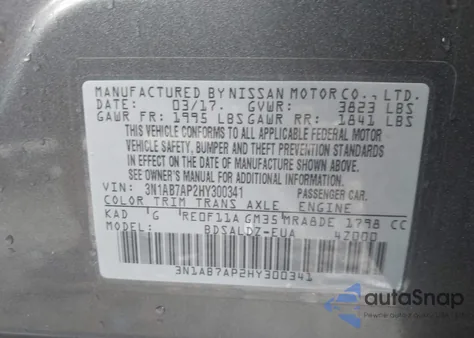 MANUFACTURED BY NISSAN MOTOR CO., LTD.
DATE: 03/17. GVWR: 3823 LBS
GAWR FR: 1995 LBS GAWR RR: 1841 LBS
THIS VEHICLE CONFORMS TO ALL APPLICABLE FEDERAL MOTOR
VEHICLE SAFETY, BUMPER AND THEFT PREVENTION STANDARDS
IN EFFECT ON THE DATE OF MANUFACTURE SHOWN ABOVE.
SEE OWNER'S MANUAL FOR ADDITIONAL INFORMATION.
VIN: 3N1AB7AP2HY300341 PASSENGER CAR.
COLOR TRIM TRANS AXLE ENGINE
KAD G RE0F11A GM35 MRA8DE 1798 CC
MODEL: BDSALDZ-EUA 4Z000
3N1AB7AP2HY300341
autoSnap